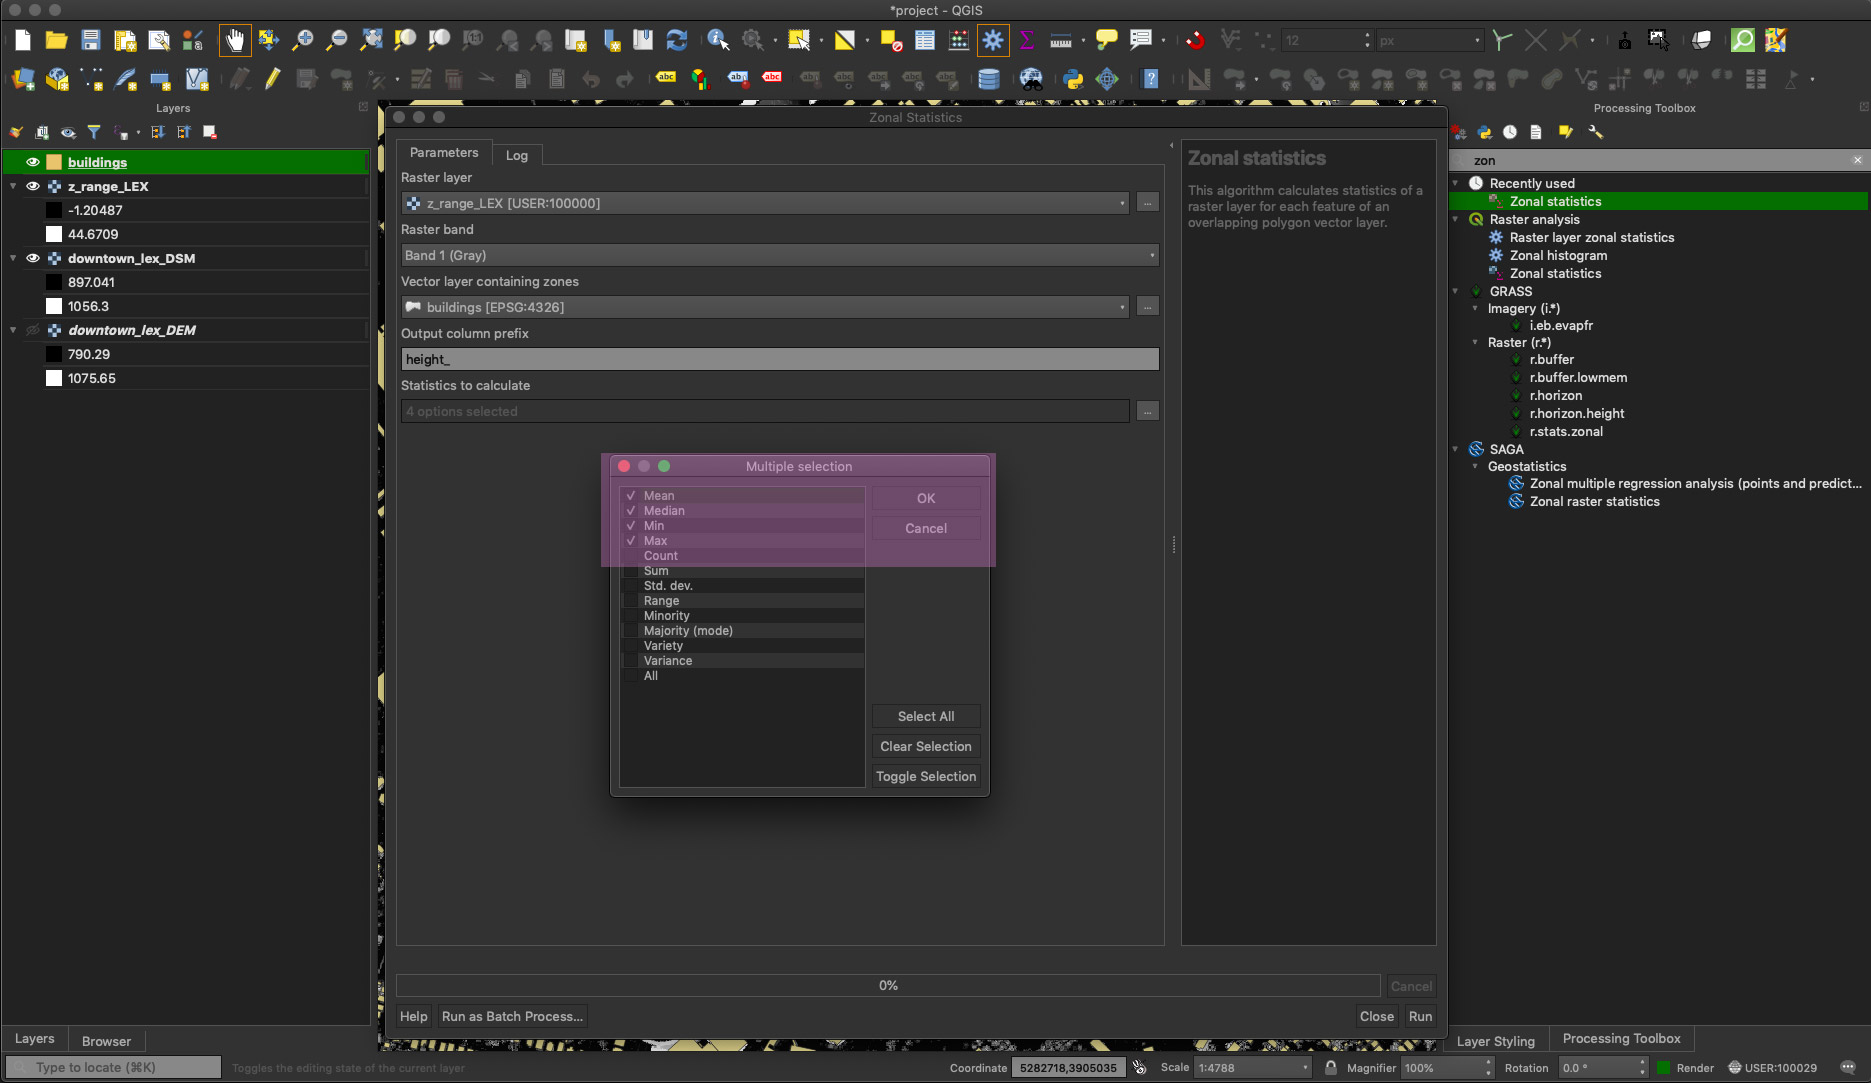 *project - QGIS
12
px
abc
abc
abc
Layers
buildings
z_range_LEX
-1.20487
44.6709
downtown_lex_DSM
897.041
1056.3
downtown_lex_DEM
790.29
1075.65
Layers
Browser
Zonal Statistics
Parameters
Log
Raster layer
z_range_LEX [USER:100000]
...
Raster band
Band 1 (Gray)
Vector layer containing zones
buildings [EPSG:4326]
...
Output column prefix
height_
Statistics to calculate
4 options selected
...
Multiple selection
Mean
Median
Min
Max
Count
Sum
Std. dev.
Range
Minority
Majority (mode)
Variety
Variance
All
OK
Cancel
Select All
Clear Selection
Toggle Selection
Zonal statistics
This algorithm calculates statistics of a
raster layer for each feature of an
overlapping polygon vector layer.
0%
Cancel
Help
Run as Batch Process...
Close
Run
Processing Toolbox
zon
Recently used
Zonal statistics
Raster analysis
Raster layer zonal statistics
Zonal histogram
Zonal statistics
GRASS
Imagery (i.*)
i.eb.evapfr
Raster (r.*)
r.buffer
r.buffer.lowmem
r.horizon
r.horizon.height
r.stats.zonal
SAGA
Geostatistics
Zonal multiple regression analysis (points and predict...
Zonal raster statistics
Layer Styling
Processing Toolbox
Type to locate (⌘K)
Toggles the editing state of the current layer
Coordinate
5282718,3905035
Scale
1:4788
Magnifier
100%
Rotation
0.0 °
Render
USER:100029